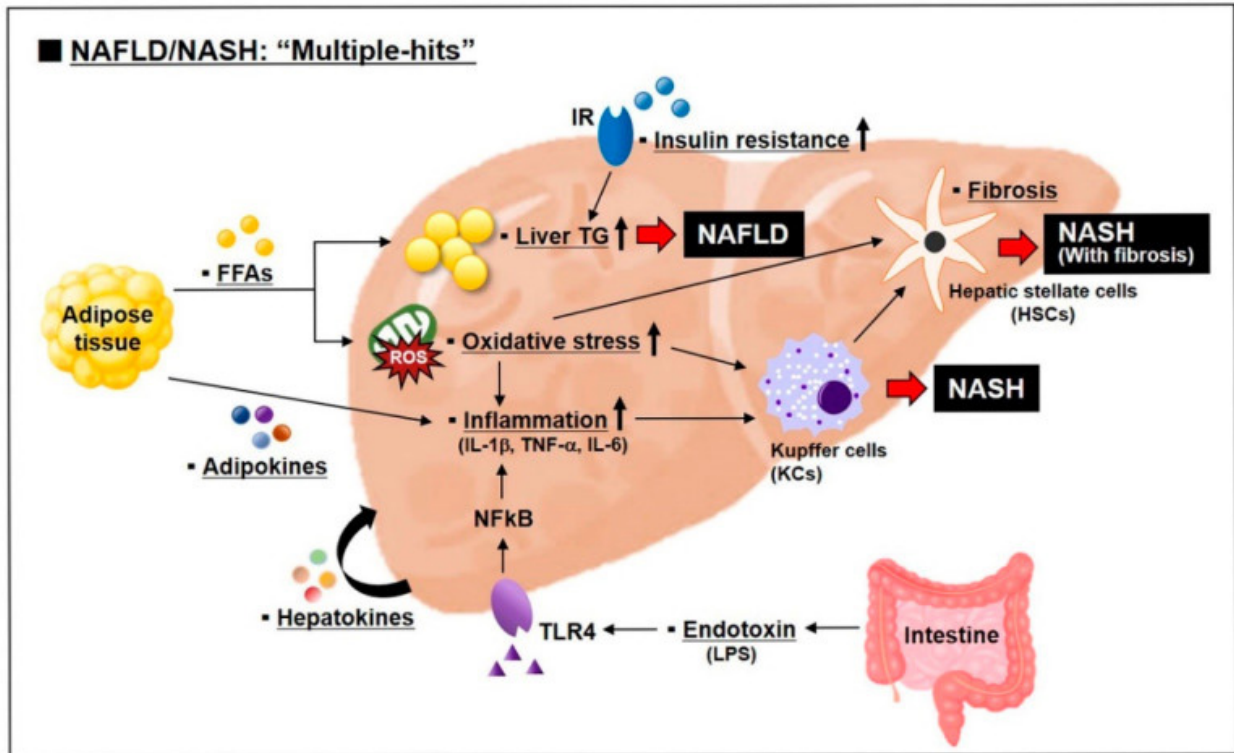 ■ NAFLD/NASH: “Multiple-hits”
IR
▪ Insulin resistance
▪ Fibrosis
▪ Liver TG
NAFLD
NASH
(With fibrosis)
▪ FFAs
Hepatic stellate cells
(HSCs)
Adipose
tissue
ROS
▪ Oxidative stress
NASH
▪ Inflammation
(IL-1β, TNF-α, IL-6)
Kupffer cells
(KCs)
▪ Adipokines
NFkB
▪ Hepatokines
TLR4
▪ Endotoxin
(LPS)
Intestine